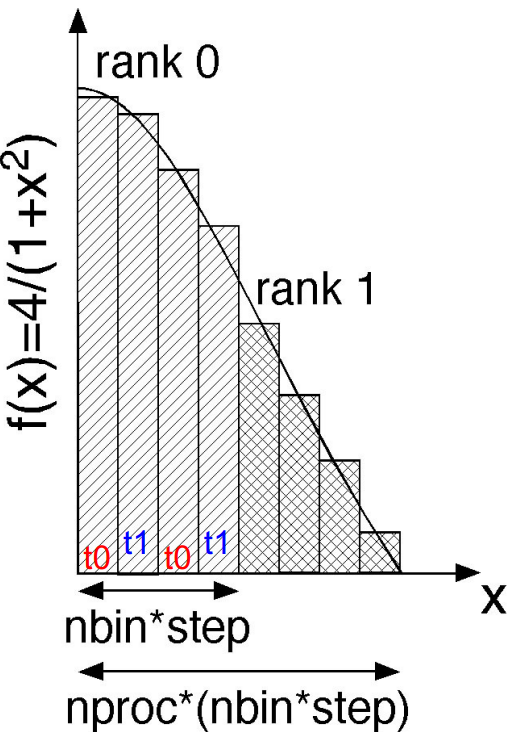 rank 0
f(x)=4/(1+x²)
rank 1
t0 t1 t0 t1
x
nbin*step
nproc*(nbin*step)